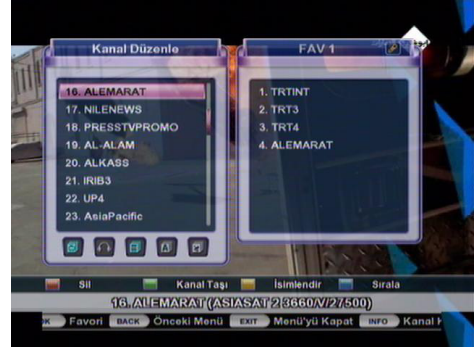 Kanal Düzenle
FAV 1
16. ALEMARAT
17. NILENEWS
18. PRESSTVPROMO
19. AL-ALAM
20. ALKASS
21. IRIB3
22. UP4
23. AsiaPacific
1. TRTINT
2. TRT3
3. TRT4
4. ALEMARAT
Sil Kanal Taşı İsimlendir Sırala
16. ALEMARAT (ASIASAT 2 3660/V/27500)
Favori BACK Önceki Menü EXIT Menü'yü Kapat INFO Kanal